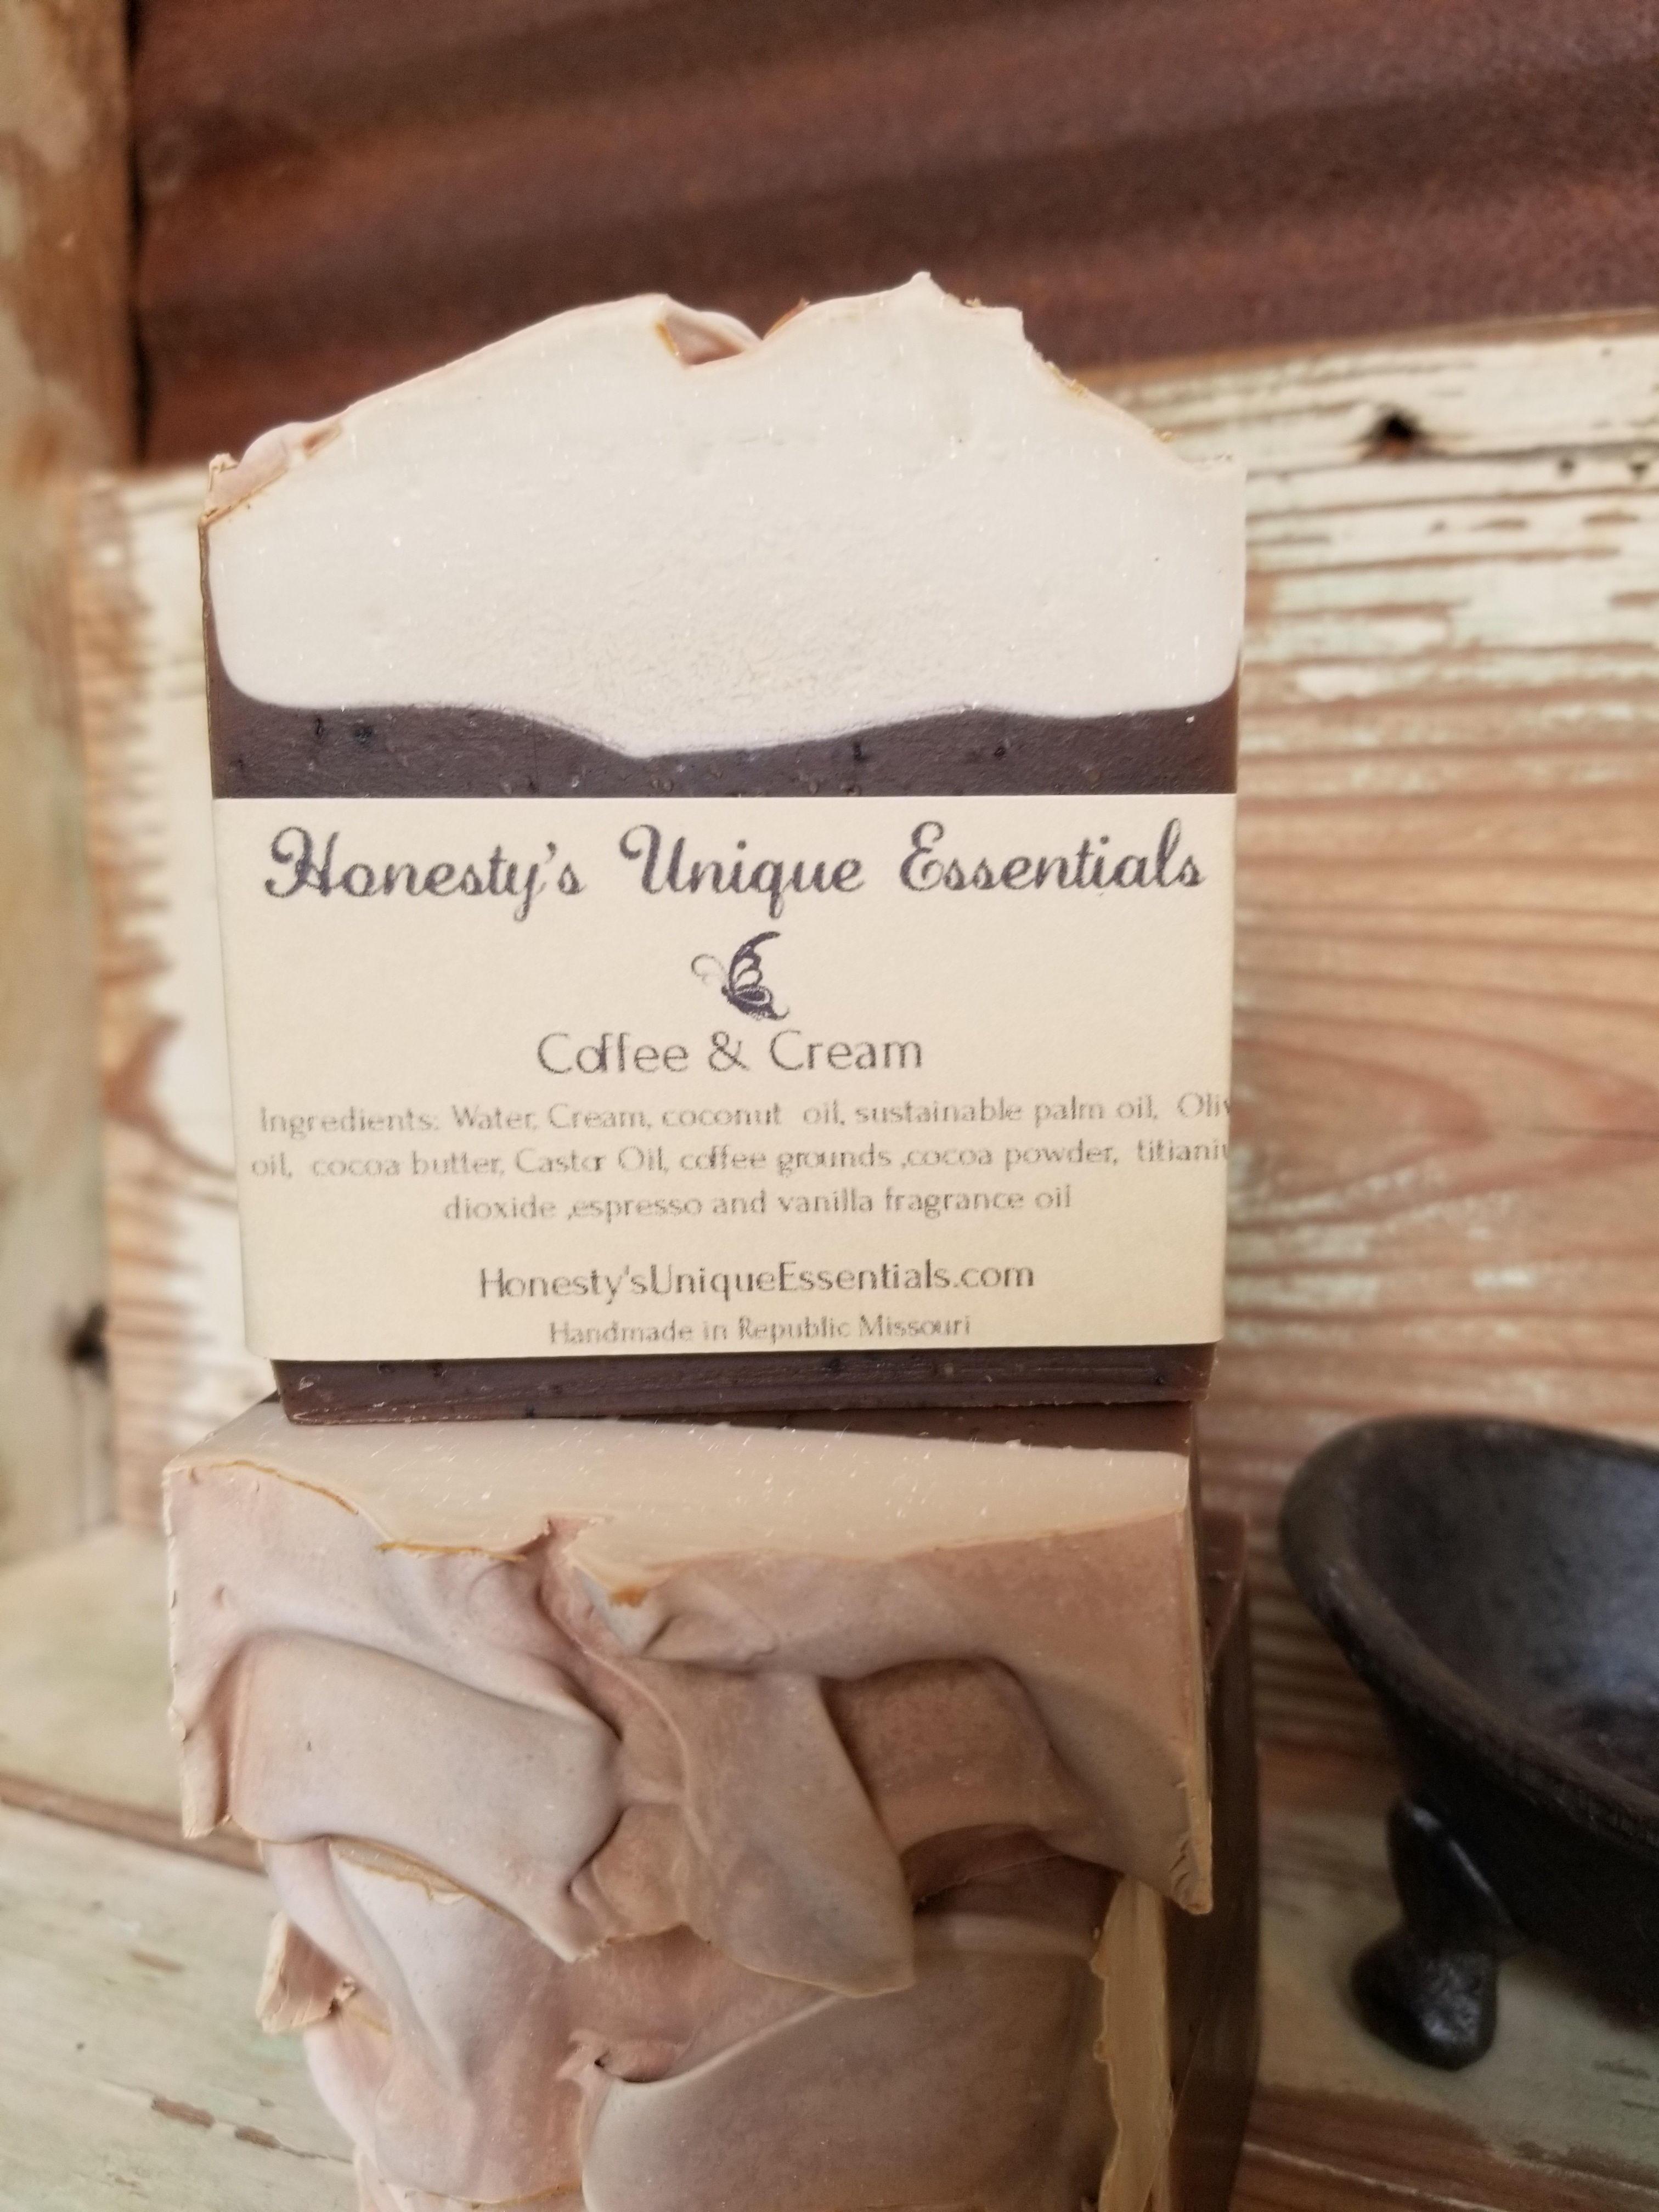 Honesty's Unique Essentials
Coffee & Cream
Ingredients: Water, Cream, coconut oil, sustainable palm oil, Oliv
oil, cocoa butter, Castor Oil, coffee grounds ,cocoa powder, titianiu
dioxide ,espresso and vanilla fragrance oil
Honesty'sUniqueEssentials.com
Handmade in Republic Missouri